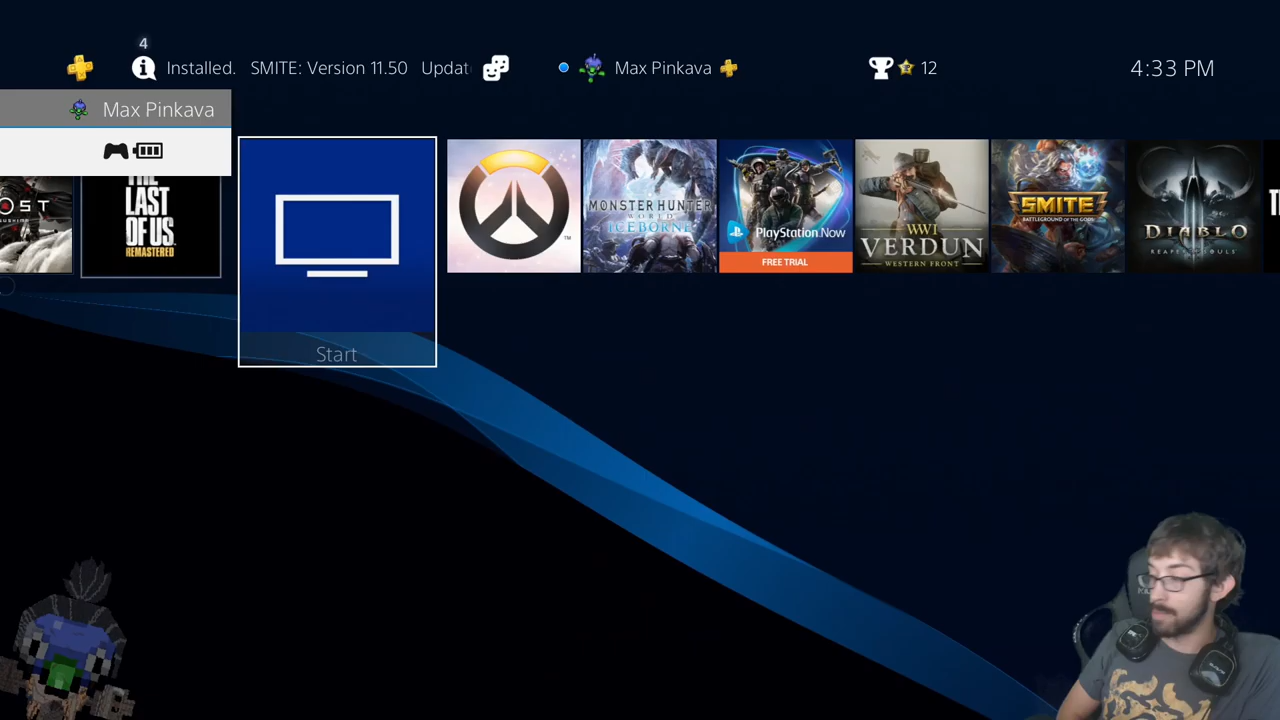 4
Installed. SMITE: Version 11.50 Updat
Max Pinkava
12
4:33 PM
Max Pinkava
OST
THE
LAST
OF US
REMASTERED
Start
MONSTER HUNTER
WORLD
ICEBORNE
PlayStation Now
FREE TRIAL
WWI
VERDUN
WESTERN FRONT
SMITE
BATTLEGROUND OF THE GODS
DIABLO
REAPER OF SOULS
T